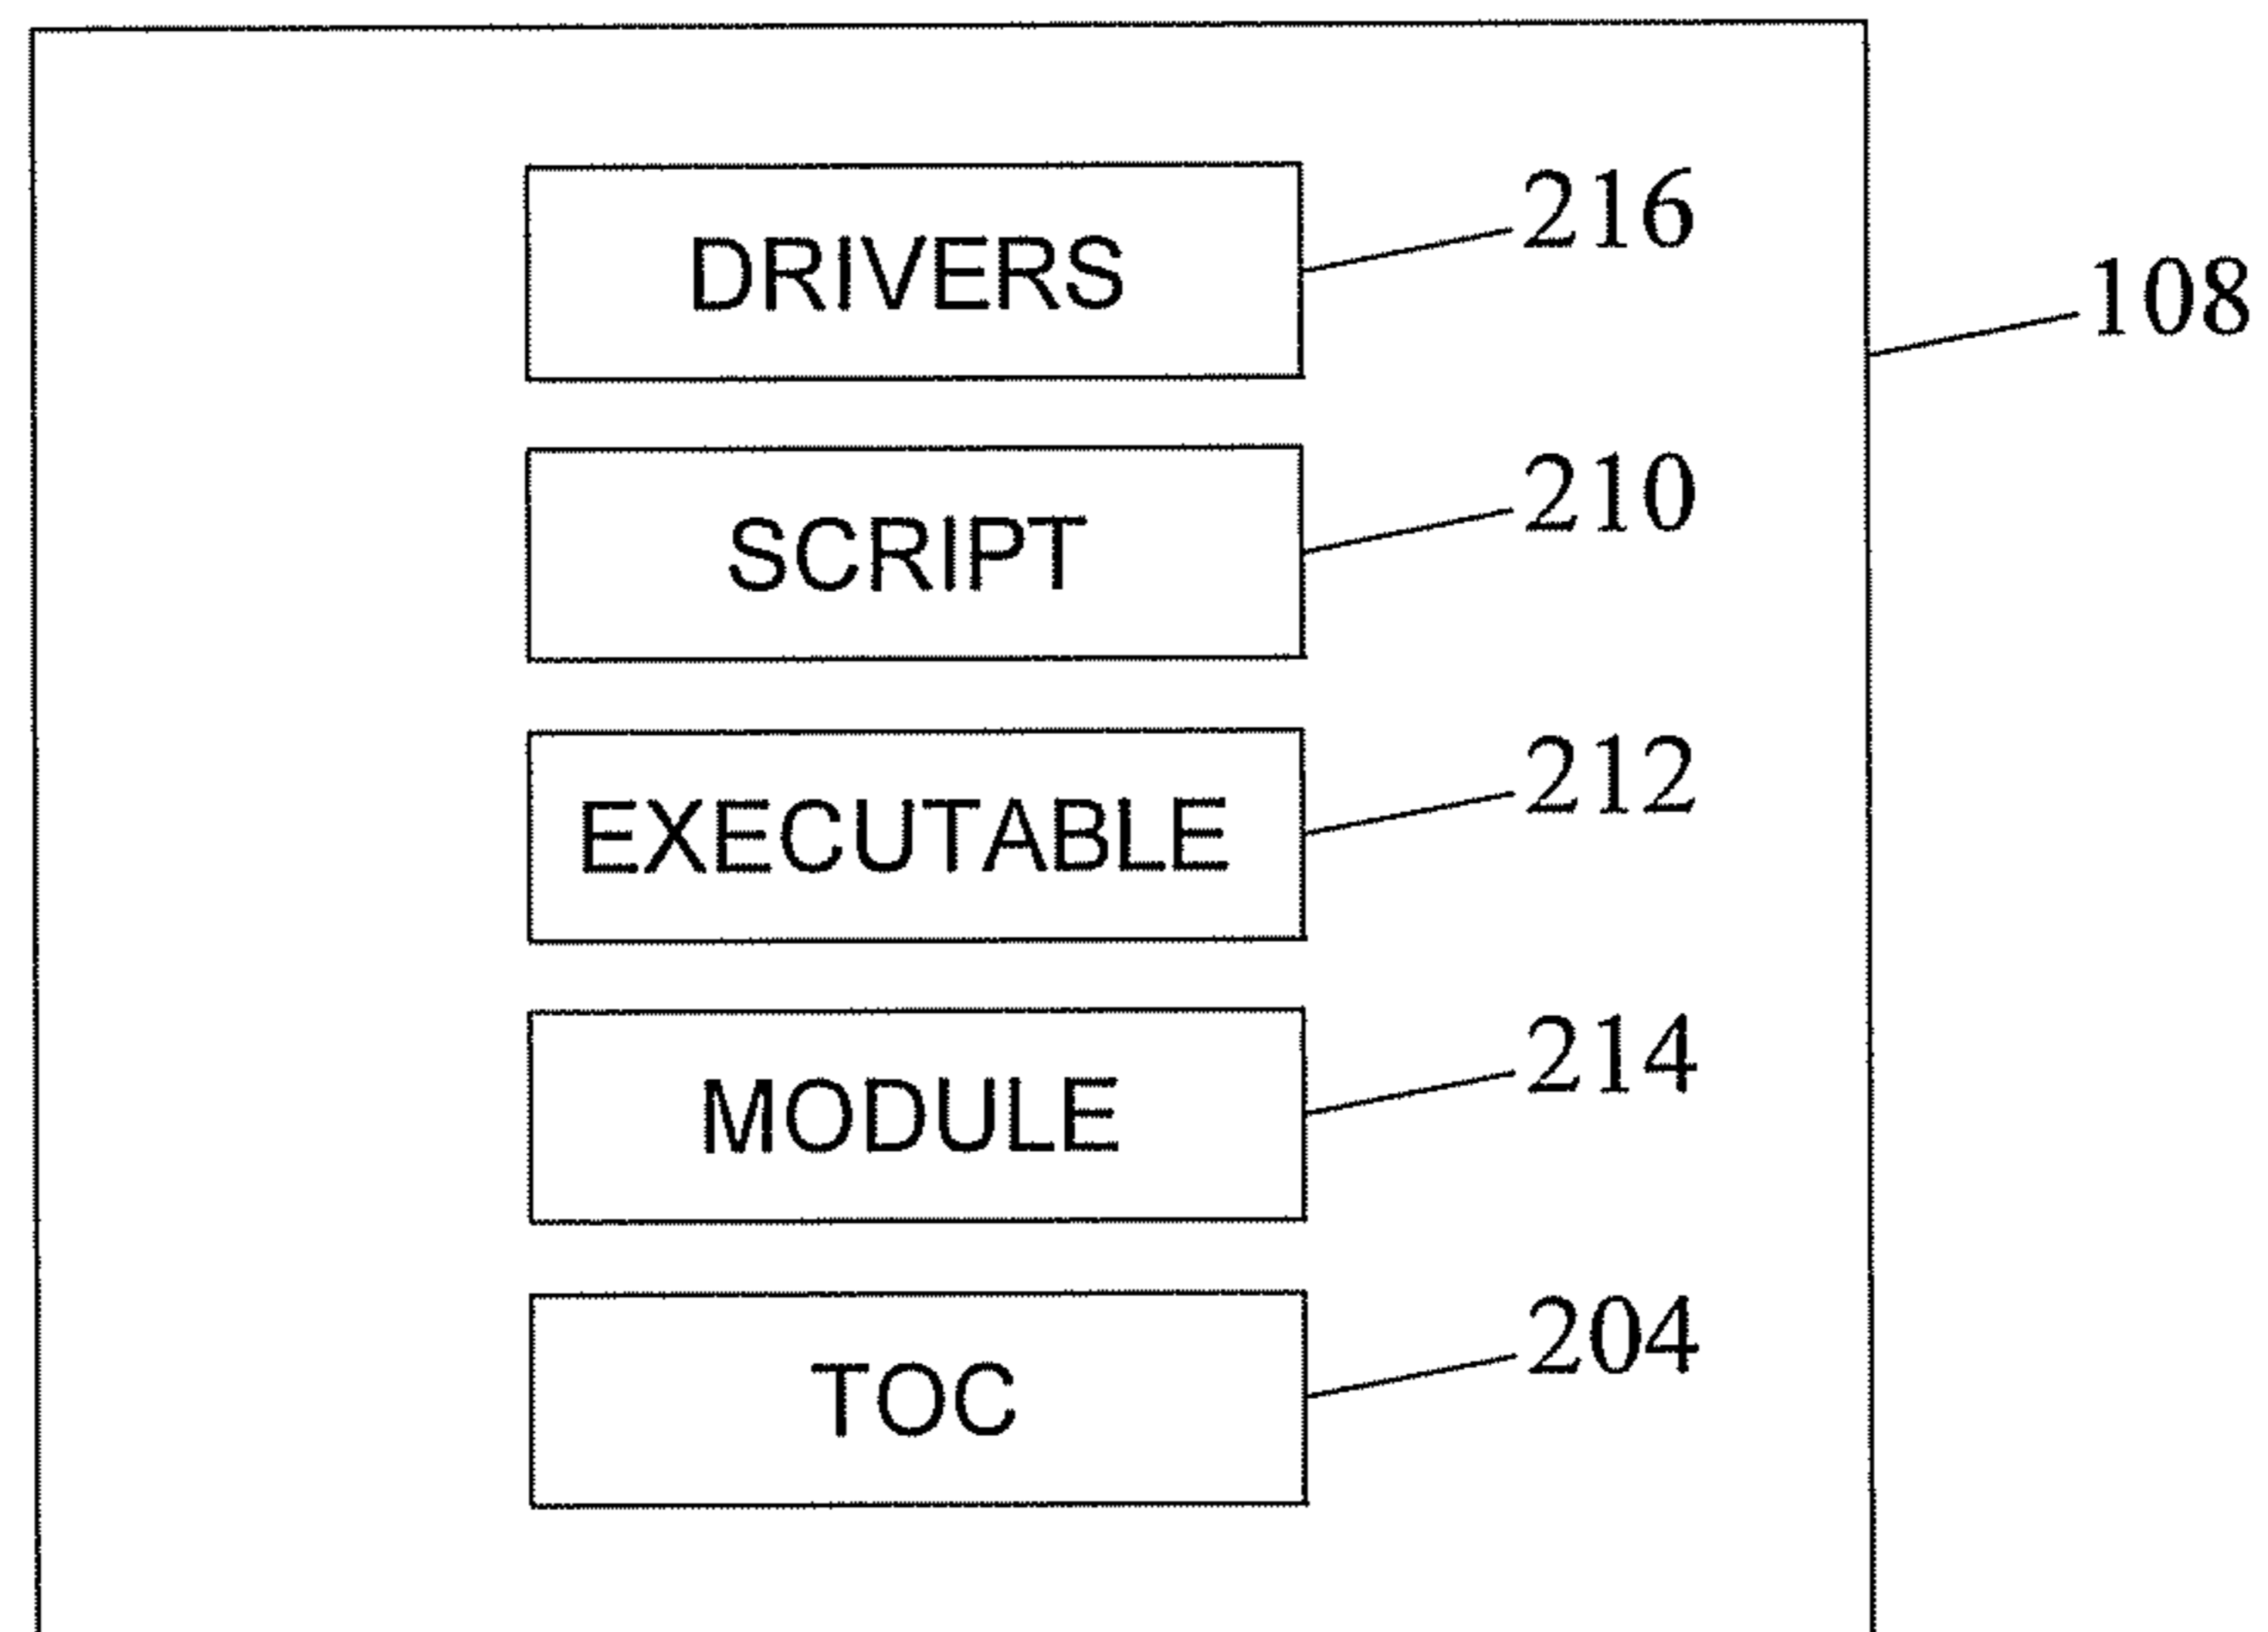 DRIVERS
216
108
SCRIPT
210
EXECUTABLE
212
MODULE
214
TOC
204